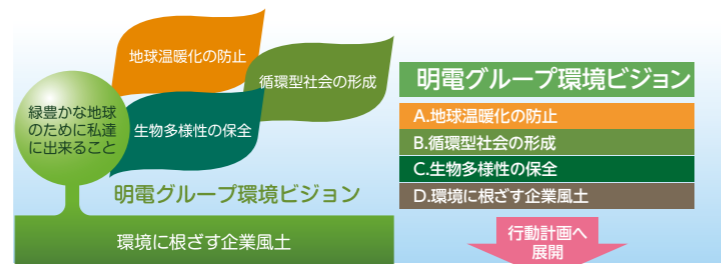 地球温暖化の防止
循環型社会の形成
緑豊かな地球
のために私達
に出来ること
生物多様性の保全
明電グループ環境ビジョン
環境に根ざす企業風土
明電グループ環境ビジョン
A.地球温暖化の防止
B.循環型社会の形成
C.生物多様性の保全
D.環境に根ざす企業風土
行動計画へ
展開